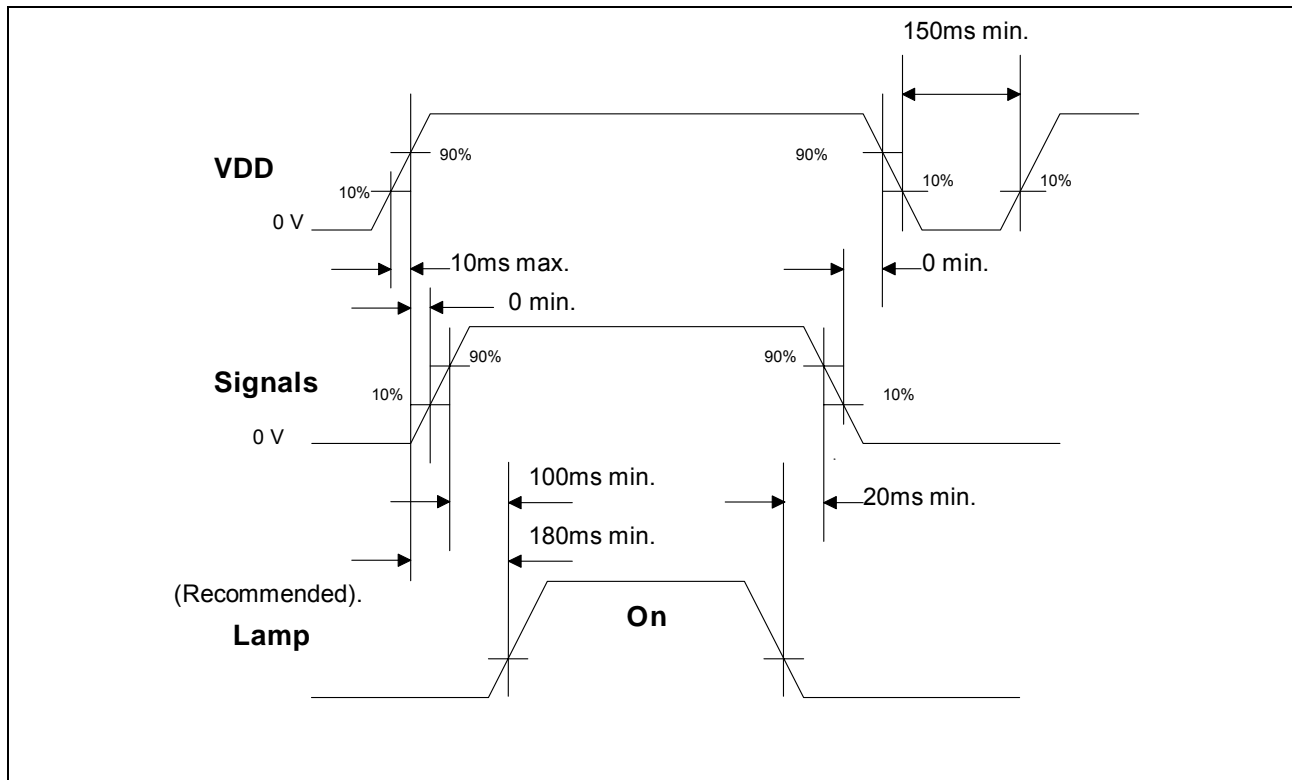 150ms min.
90%
90%
VDD
10%
10%
10%
0 V
10ms max.
0 min.
0 min.
90%
90%
Signals
10%
10%
0 V
100ms min.
20ms min.
180ms min.
(Recommended).
On
Lamp